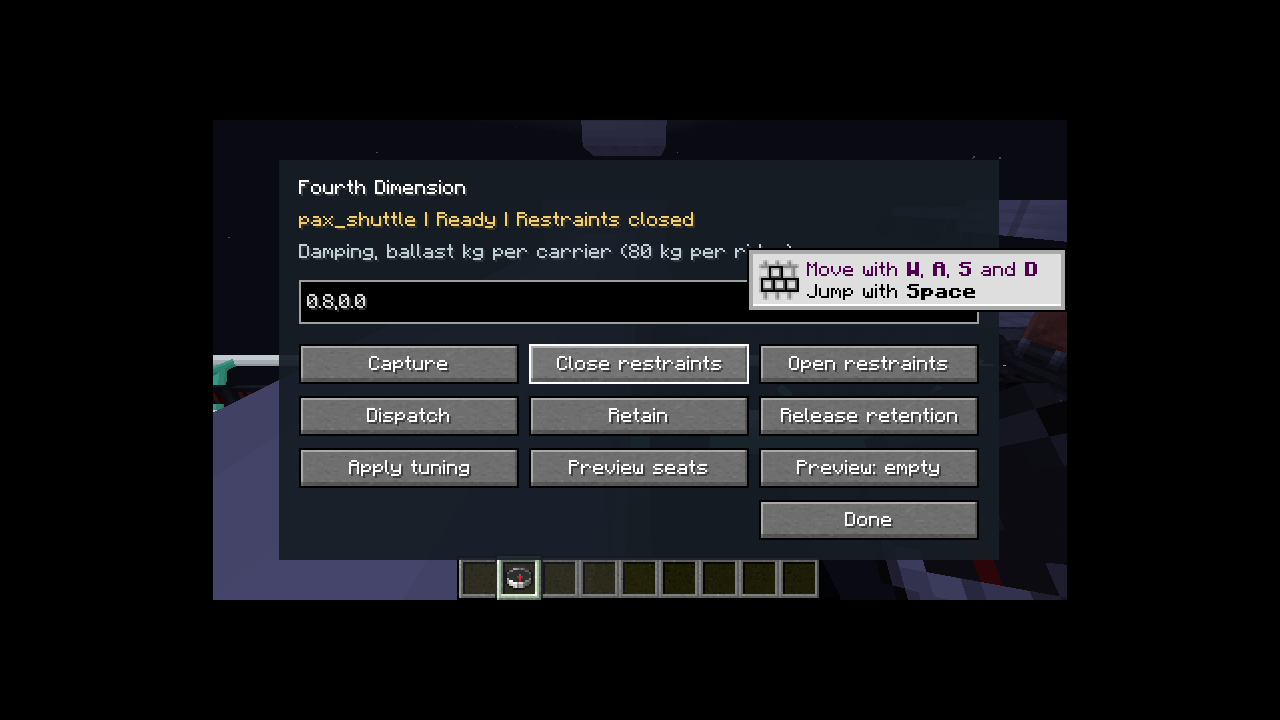 Fourth Dimension
pax_shuttle | Ready | Restraints closed
Damping, ballast kg per carrier (80 kg per
Move with W, A, S and D
Jump with Space
0.8,0.0
Capture
Close restraints
Open restraints
Dispatch
Retain
Release retention
Apply tuning
Preview seats
Preview: empty
Done